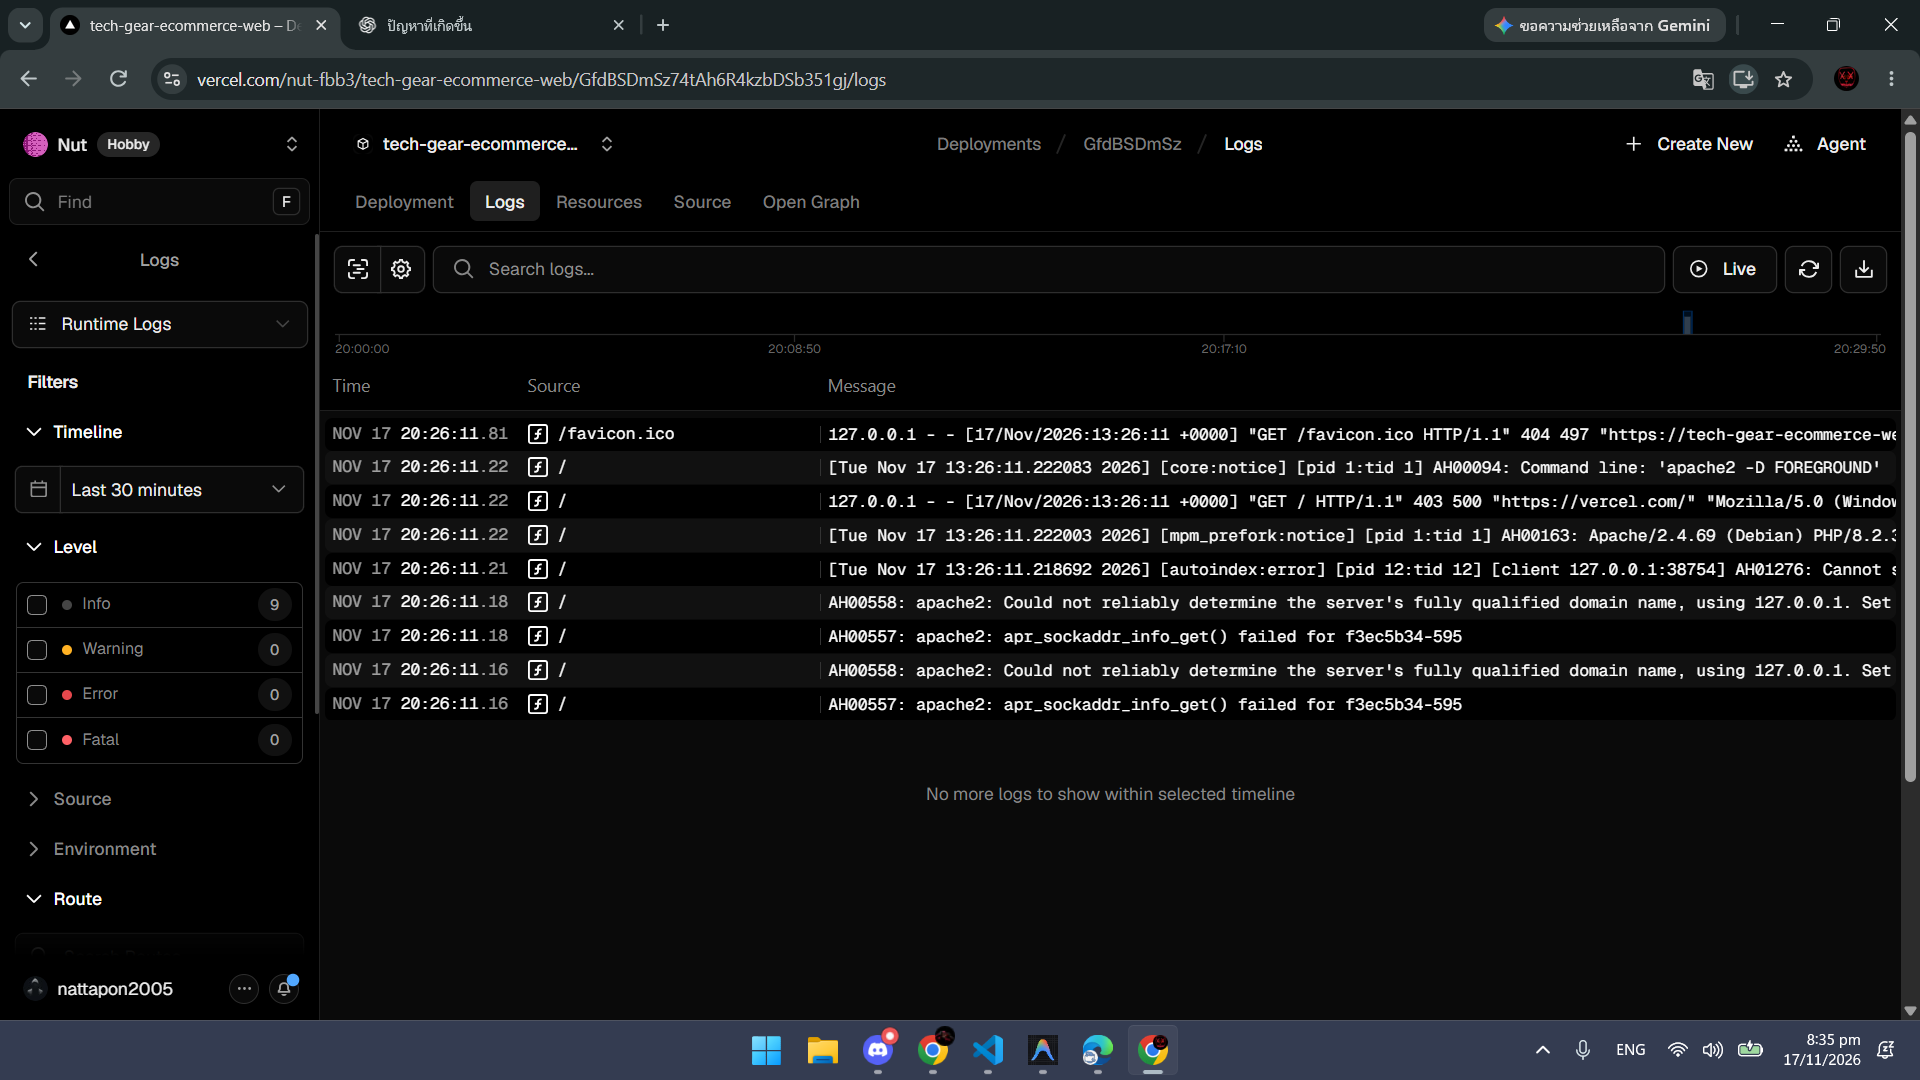 tech-gear-ecommerce-web – De
ปัญหาที่เกิดขึ้น
ขอความช่วยเหลือจาก Gemini
vercel.com/nut-fbb3/tech-gear-ecommerce-web/GfdBSDmSz74tAh6R4kzbDSb351gj/logs
Nut Hobby
tech-gear-ecommerce...
Deployments / GfdBSDmSz / Logs
Create New
Agent
Find F
Deployment Logs Resources Source Open Graph
Logs
Search logs...
Live
Runtime Logs
20:00:00 20:08:50 20:17:10 20:29:50
Filters
Time Source Message
Timeline
Last 30 minutes
Level
Info 9
Warning 0
Error 0
Fatal 0
Source
Environment
Route
nattapon2005
NOV 17 20:26:11.81 /favicon.ico 127.0.0.1 - - [17/Nov/2026:13:26:11 +0000] "GET /favicon.ico HTTP/1.1" 404 497 "https://tech-gear-ecommerce-we
NOV 17 20:26:11.22 / [Tue Nov 17 13:26:11.222083 2026] [core:notice] [pid 1:tid 1] AH00094: Command line: 'apache2 -D FOREGROUND'
NOV 17 20:26:11.22 / 127.0.0.1 - - [17/Nov/2026:13:26:11 +0000] "GET / HTTP/1.1" 403 500 "https://vercel.com/" "Mozilla/5.0 (Window
NOV 17 20:26:11.22 / [Tue Nov 17 13:26:11.222003 2026] [mpm_prefork:notice] [pid 1:tid 1] AH00163: Apache/2.4.69 (Debian) PHP/8.2.3
NOV 17 20:26:11.21 / [Tue Nov 17 13:26:11.218692 2026] [autoindex:error] [pid 12:tid 12] [client 127.0.0.1:38754] AH01276: Cannot s
NOV 17 20:26:11.18 / AH00558: apache2: Could not reliably determine the server's fully qualified domain name, using 127.0.0.1. Set
NOV 17 20:26:11.18 / AH00557: apache2: apr_sockaddr_info_get() failed for f3ec5b34-595
NOV 17 20:26:11.16 / AH00558: apache2: Could not reliably determine the server's fully qualified domain name, using 127.0.0.1. Set
NOV 17 20:26:11.16 / AH00557: apache2: apr_sockaddr_info_get() failed for f3ec5b34-595
No more logs to show within selected timeline
ENG
8:35 pm
17/11/2026